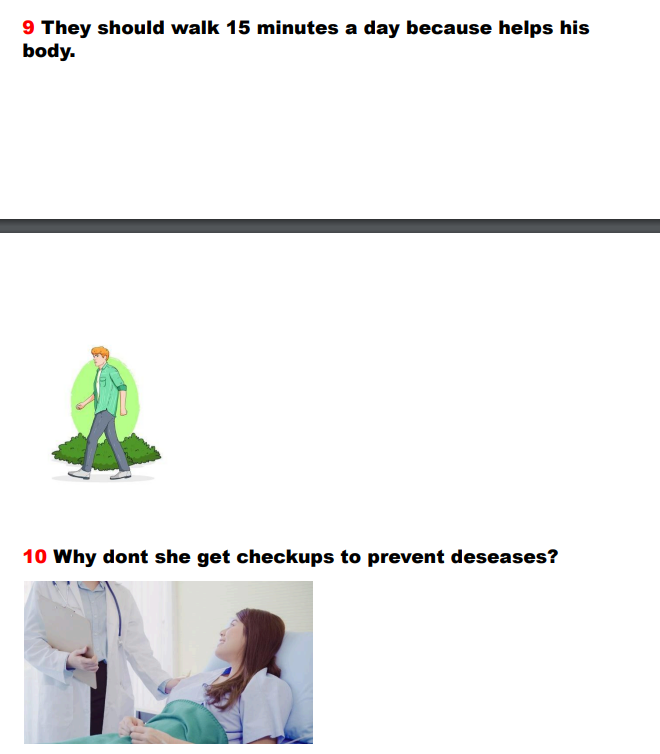 9 They should walk 15 minutes a day because helps his
body.
10 Why dont she get checkups to prevent deseases?